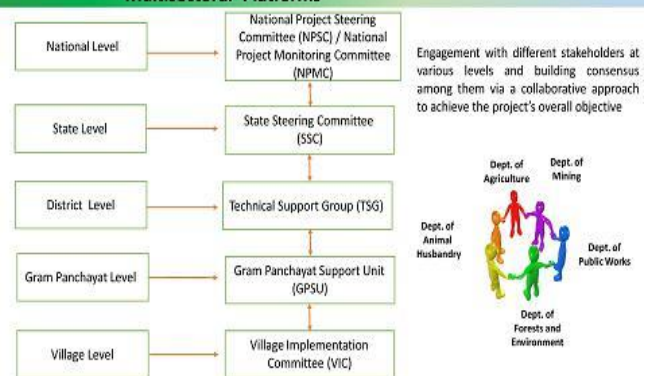 Multisectoral Platforms
National Level
National Project Steering
Committee (NPSC) / National
Project Monitoring Committee
(NPMC)
State Level
State Steering Committee
(SSC)
District Level
Technical Support Group (TSG)
Gram Panchayat Level
Gram Panchayat Support Unit
(GPSU)
Village Level
Village Implementation
Committee (VIC)
Engagement with different stakeholders at
various levels and building consensus
among them via a collaborative approach
to achieve the project's overall objective
Dept. of
Agriculture
Dept. of
Mining
Dept. of
Animal
Husbandry
Dept. of
Public Works
Dept. of
Forests and
Environment